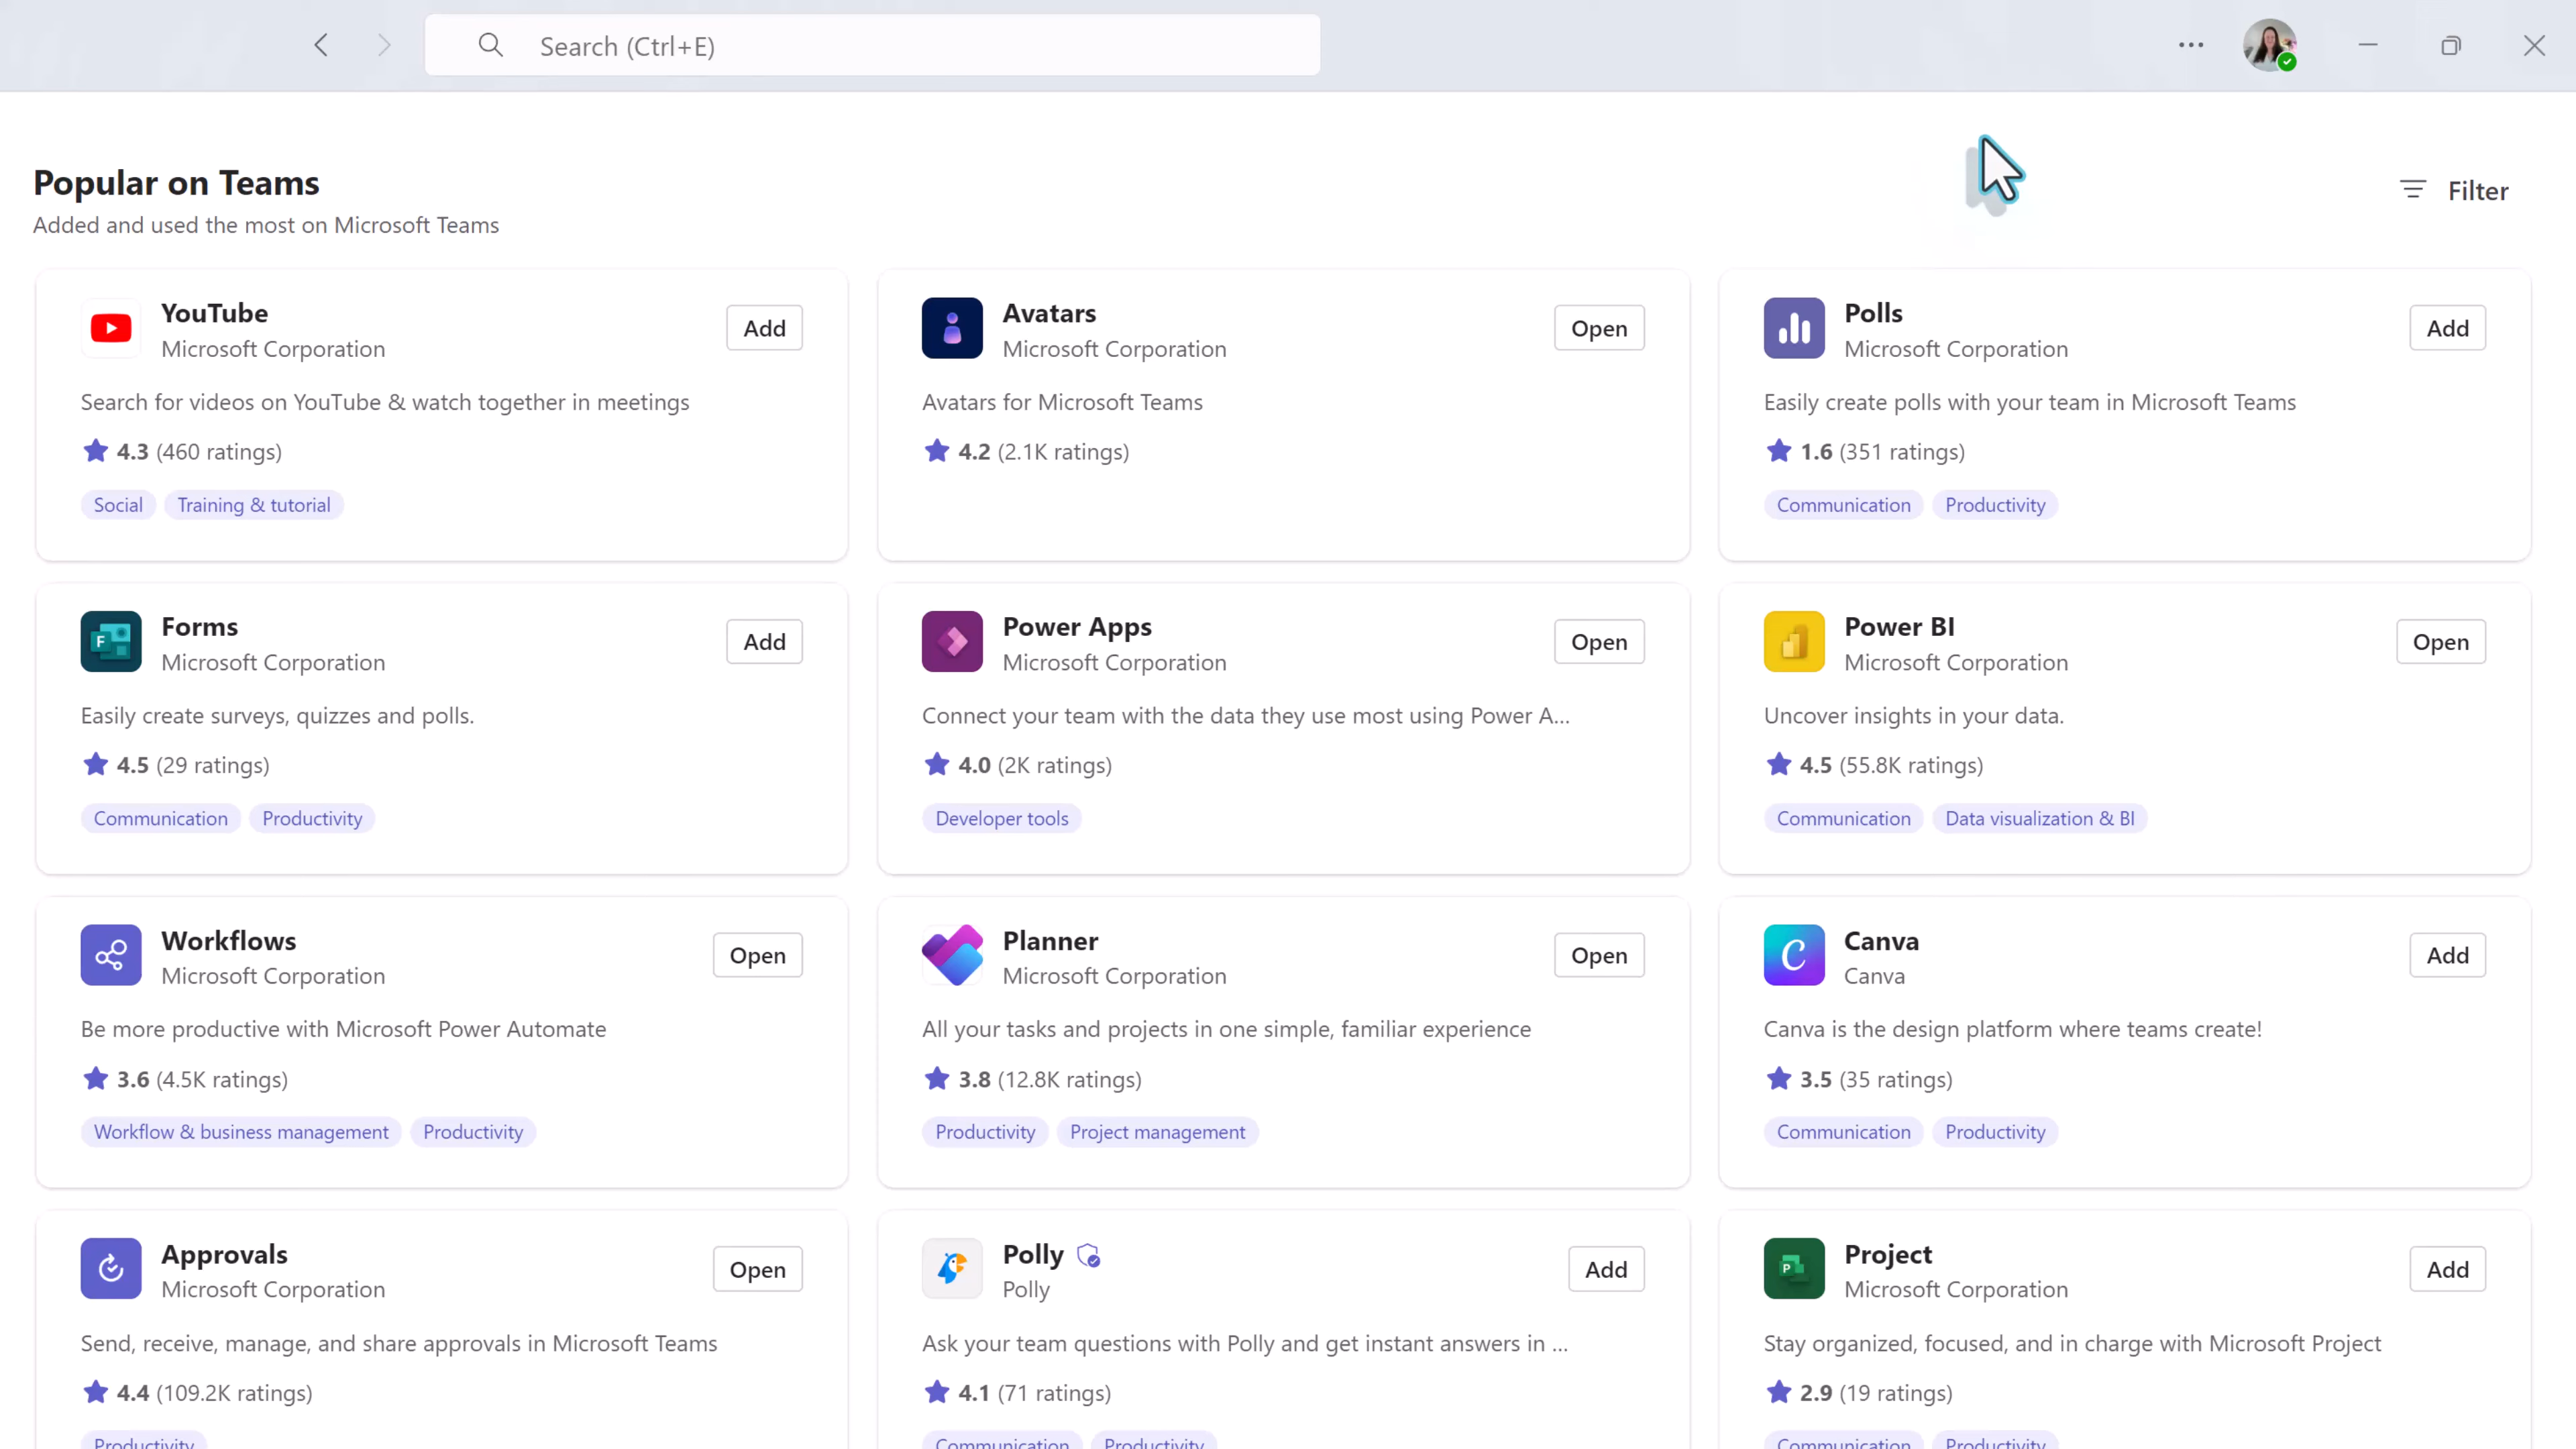 Search (Ctrl+E)
Popular on Teams
Filter
Added and used the most on Microsoft Teams
YouTube
Microsoft Corporation
Add
Search for videos on YouTube & watch together in meetings
4.3 (460 ratings)
Social
Training & tutorial
Avatars
Microsoft Corporation
Open
Avatars for Microsoft Teams
4.2 (2.1K ratings)
Polls
Microsoft Corporation
Add
Easily create polls with your team in Microsoft Teams
1.6 (351 ratings)
Communication
Productivity
Forms
Microsoft Corporation
Add
Easily create surveys, quizzes and polls.
4.5 (29 ratings)
Communication
Productivity
Power Apps
Microsoft Corporation
Open
Connect your team with the data they use most using Power A...
4.0 (2K ratings)
Developer tools
Power BI
Microsoft Corporation
Open
Uncover insights in your data.
4.5 (55.8K ratings)
Communication
Data visualization & BI
Workflows
Microsoft Corporation
Open
Be more productive with Microsoft Power Automate
3.6 (4.5K ratings)
Workflow & business management
Productivity
Planner
Microsoft Corporation
Open
All your tasks and projects in one simple, familiar experience
3.8 (12.8K ratings)
Productivity
Project management
Canva
Canva
Add
Canva is the design platform where teams create!
3.5 (35 ratings)
Communication
Productivity
Approvals
Microsoft Corporation
Open
Send, receive, manage, and share approvals in Microsoft Teams
4.4 (109.2K ratings)
Productivity
Polly
Polly
Add
Ask your team questions with Polly and get instant answers in ...
4.1 (71 ratings)
Communication
Productivity
Project
Microsoft Corporation
Add
Stay organized, focused, and in charge with Microsoft Project
2.9 (19 ratings)
Communication
Productivity